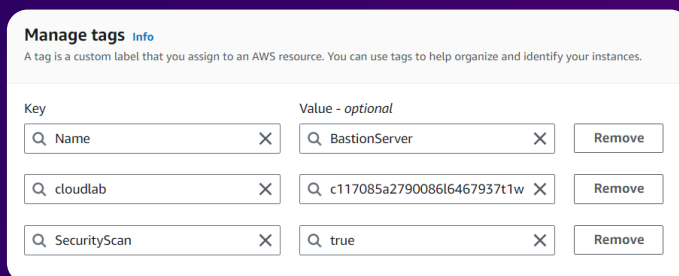 Manage tags Info
A tag is a custom label that you assign to an AWS resource. You can use tags to help organize and identify your instances.
Key Value - optional
Name BastionServer Remove
cloudlab c117085a2790086l6467937t1w Remove
SecurityScan true Remove